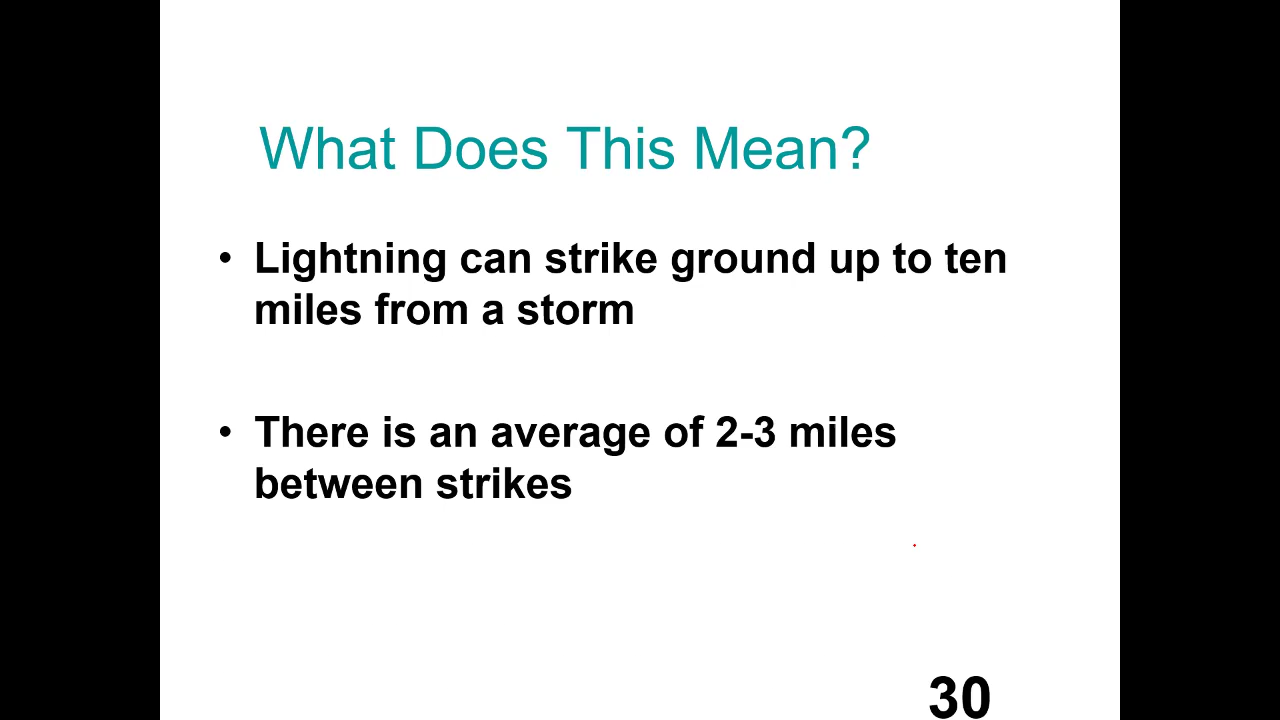 What Does This Mean?
• Lightning can strike ground up to ten
miles from a storm
• There is an average of 2-3 miles
between strikes
30